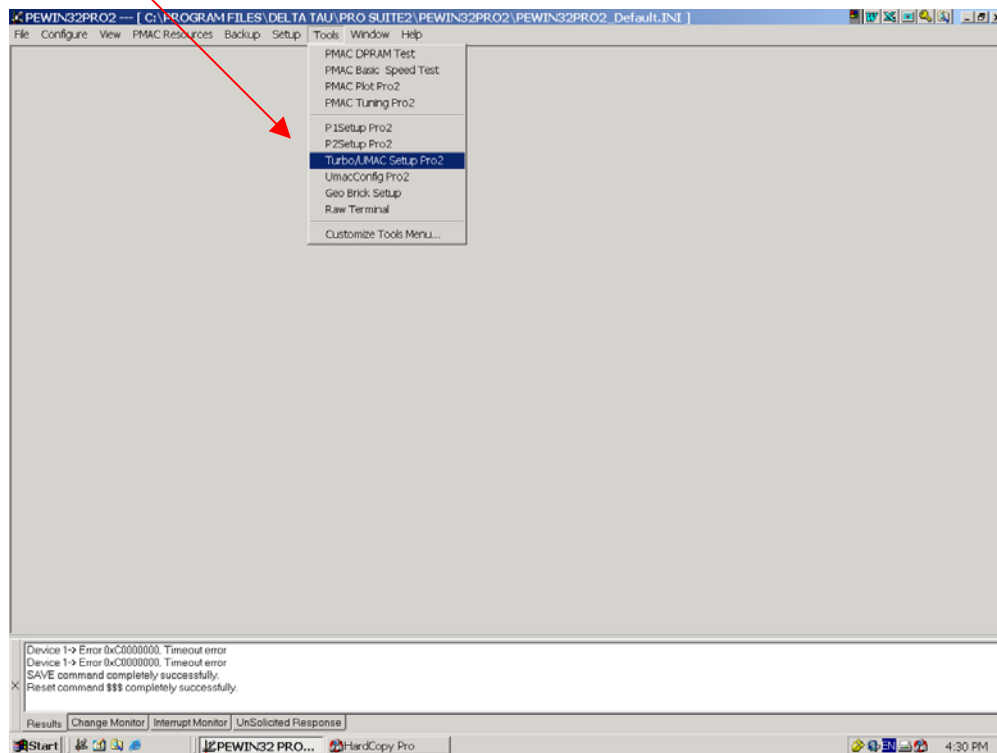 PEWIN32PRO2 --- [ C:\PROGRAM FILES\DELTA TAU\PRO SUITE2\PEWIN32PRO2\PEWIN32PRO2_Default.INI ]
File Configure View PMAC Resources Backup Setup Tools Window Help
PMAC DPRAM Test
PMAC Basic Speed Test
PMAC Plot Pro2
PMAC Tuning Pro2
P1Setup Pro2
P2Setup Pro2
Turbo/UMAC Setup Pro2
UmacConfig Pro2
Geo Brick Setup
Raw Terminal
Customize Tools Menu...
Device 1-> Error 0xC0000000, Timeout error
Device 1-> Error 0xC0000000, Timeout error
SAVE command completely successfully.
Reset command $$$ completely successfully.
Results Change Monitor Interrupt Monitor UnSolicited Response
Start PEWIN32 PRO... HardCopy Pro EN 4:30 PM